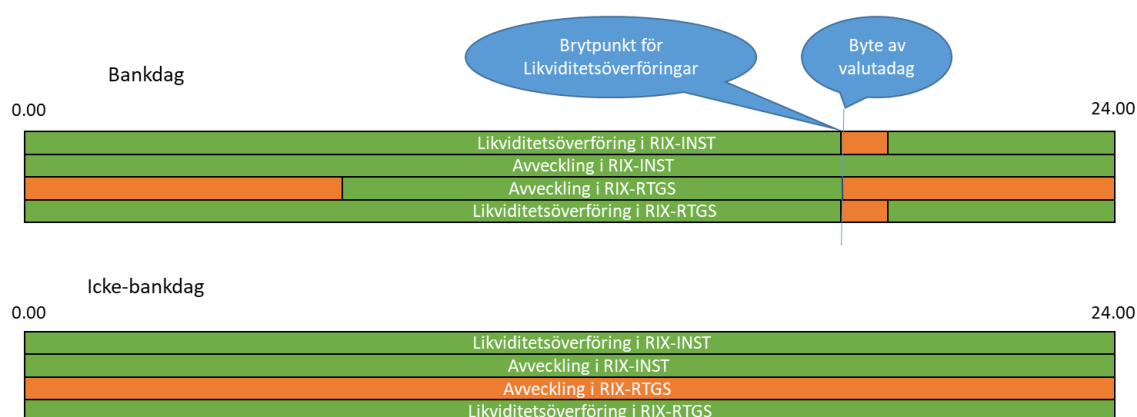 Brytpunkt för
Likviditetsöverföringar
Byte av
valutadag
Bankdag
0.00
24.00
Likviditetsöverföring i RIX-INST
Avveckling i RIX-INST
Avveckling i RIX-RTGS
Likviditetsöverföring i RIX-RTGS
Icke-bankdag
0.00
24.00
Likviditetsöverföring i RIX-INST
Avveckling i RIX-INST
Avveckling i RIX-RTGS
Likviditetsöverföring i RIX-RTGS